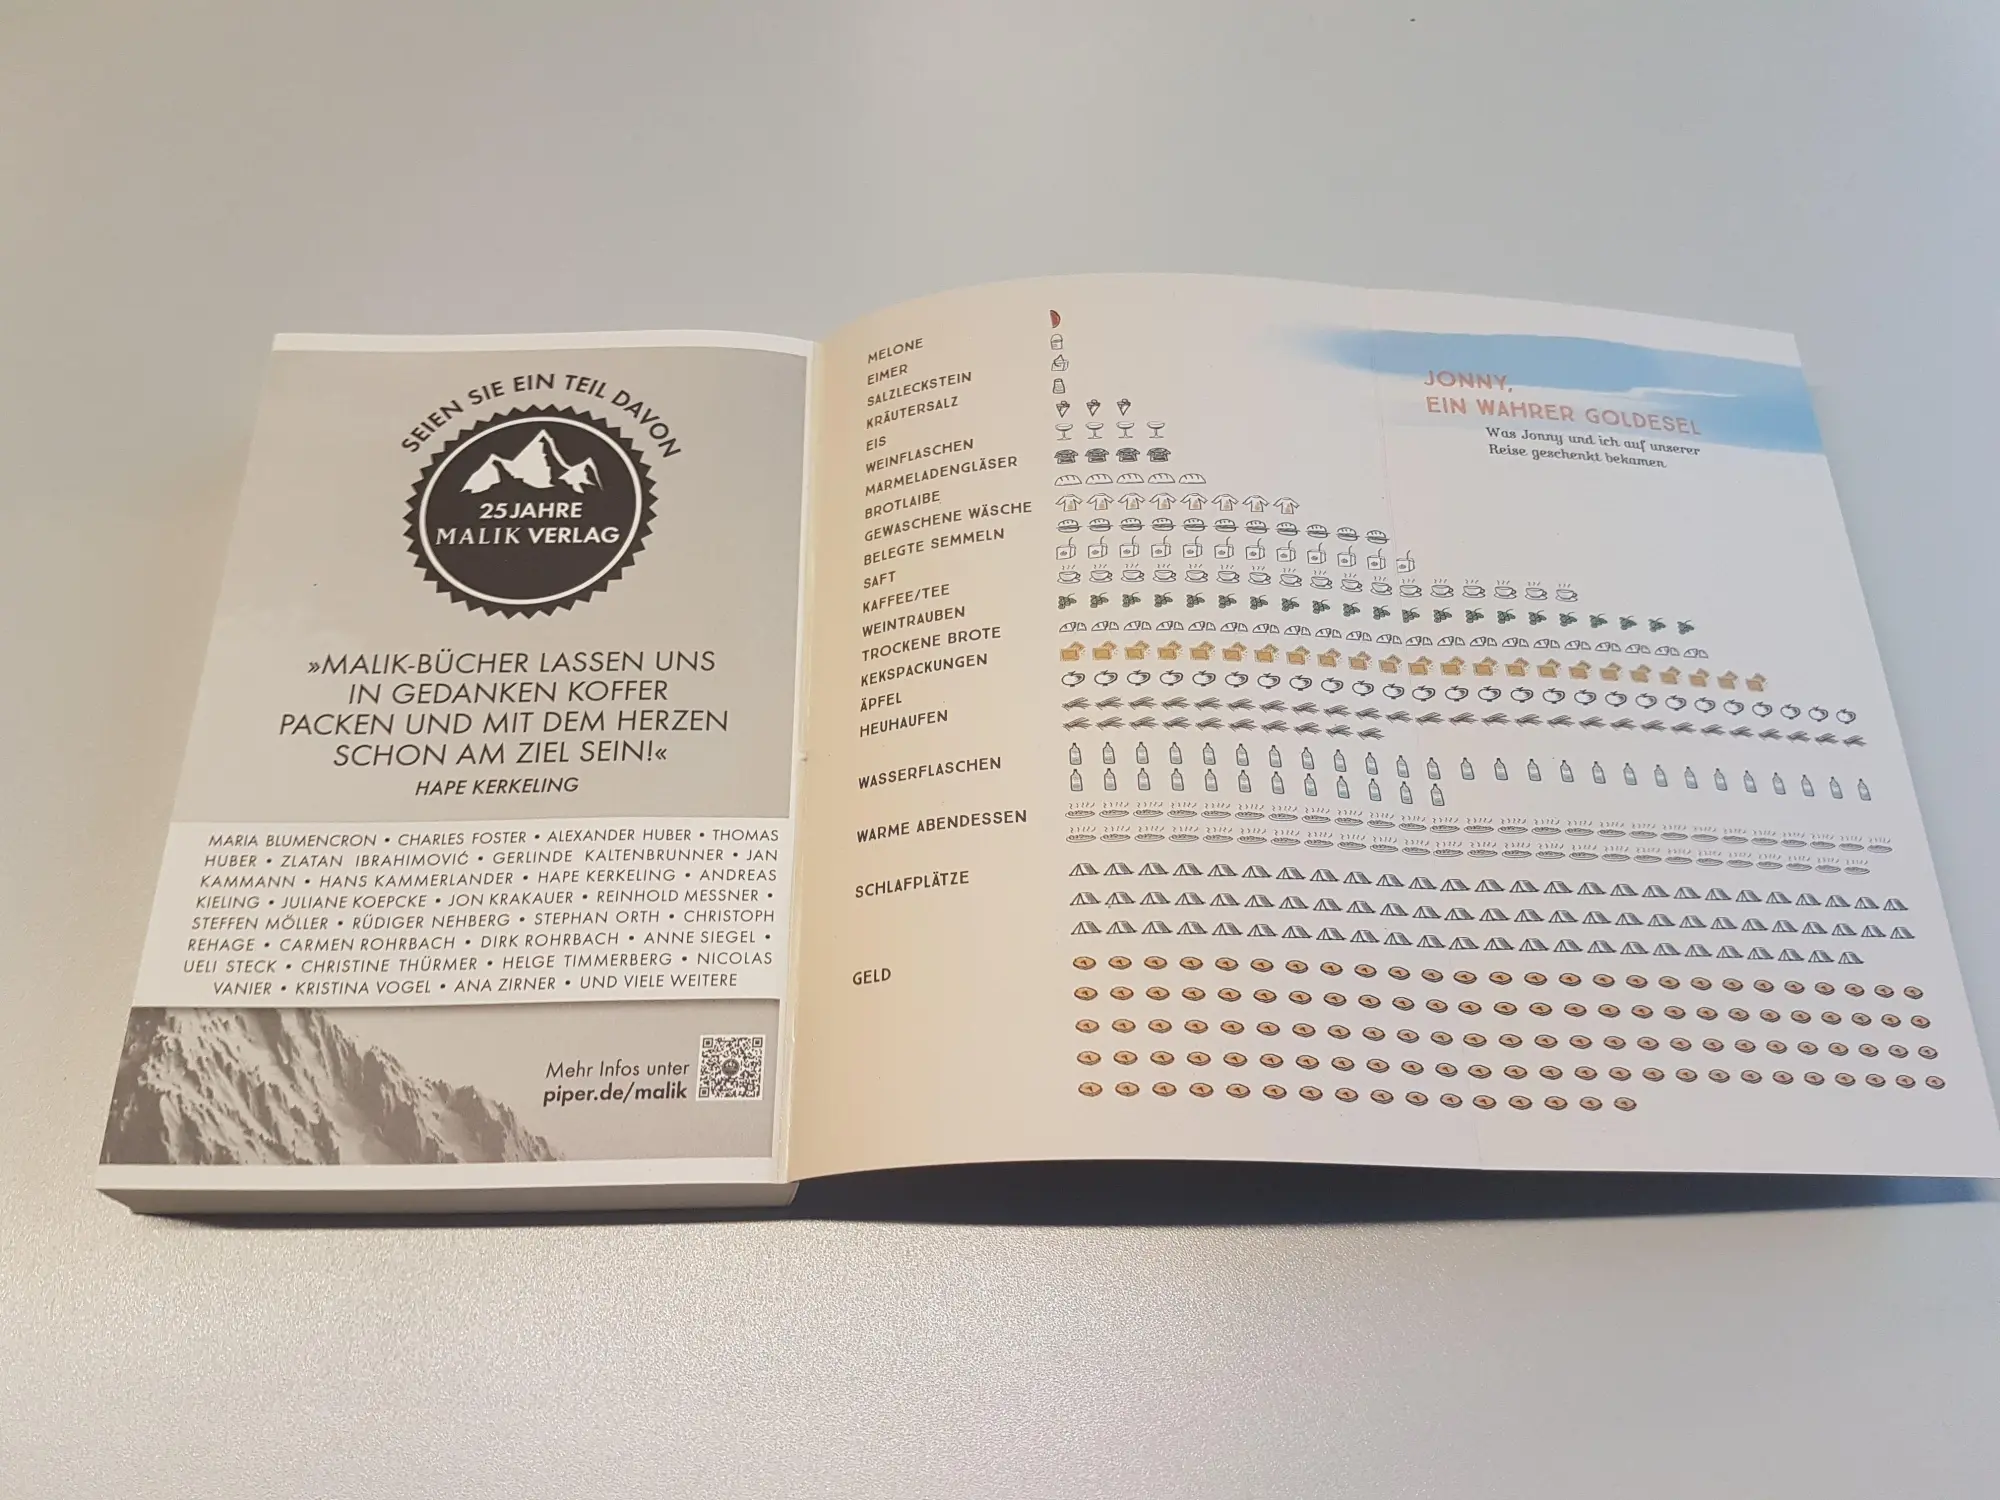 SEIEN SIE EIN TEIL DAVON
25 JAHRE
MALIK VERLAG
»MALIK-BÜCHER LASSEN UNS
IN GEDANKEN KOFFER
PACKEN UND MIT DEM HERZEN
SCHON AM ZIEL SEIN!«
HAPE KERKELING
MARIA BLUMENCRON • CHARLES FOSTER • ALEXANDER HUBER • THOMAS
HUBER • ZLATAN IBRAHIMOVIĆ • GERLINDE KALTENBRUNNER • JAN
KAMMANN • HANS KAMMERLANDER • HAPE KERKELING • ANDREAS
KIELING • JULIANE KOEPCKE • JON KRAKAUER • REINHOLD MESSNER •
STEFFEN MÖLLER • RÜDIGER NEHBERG • STEPHAN ORTH • CHRISTOPH
REHAGE • CARMEN ROHRBACH • DIRK ROHRBACH • ANNE SIEGEL •
UELI STECK • CHRISTINE THÜRMER • HELGE TIMMERBERG • NICOLAS
VANIER • KRISTINA VOGEL • ANA ZIRNER • UND VIELE WEITERE
Mehr Infos unter
piper.de/malik
JONNY,
EIN WAHRER GOLDESEL
Was Jonny und ich auf unserer
Reise geschenkt bekamen
MELONE
EIMER
SALZLECKSTEIN
KRÄUTERSALZ
EIS
WEINFLASCHEN
MARMELADENGLÄSER
BROTLAIBE
GEWASCHENE WÄSCHE
BELEGTE SEMMELN
SAFT
KAFFEE/TEE
WEINTRAUBEN
TROCKENE BROTE
KEKSPACKUNGEN
ÄPFEL
HEUHAUFEN
WASSERFLASCHEN
WARME ABENDESSEN
SCHLAFPLÄTZE
GELD